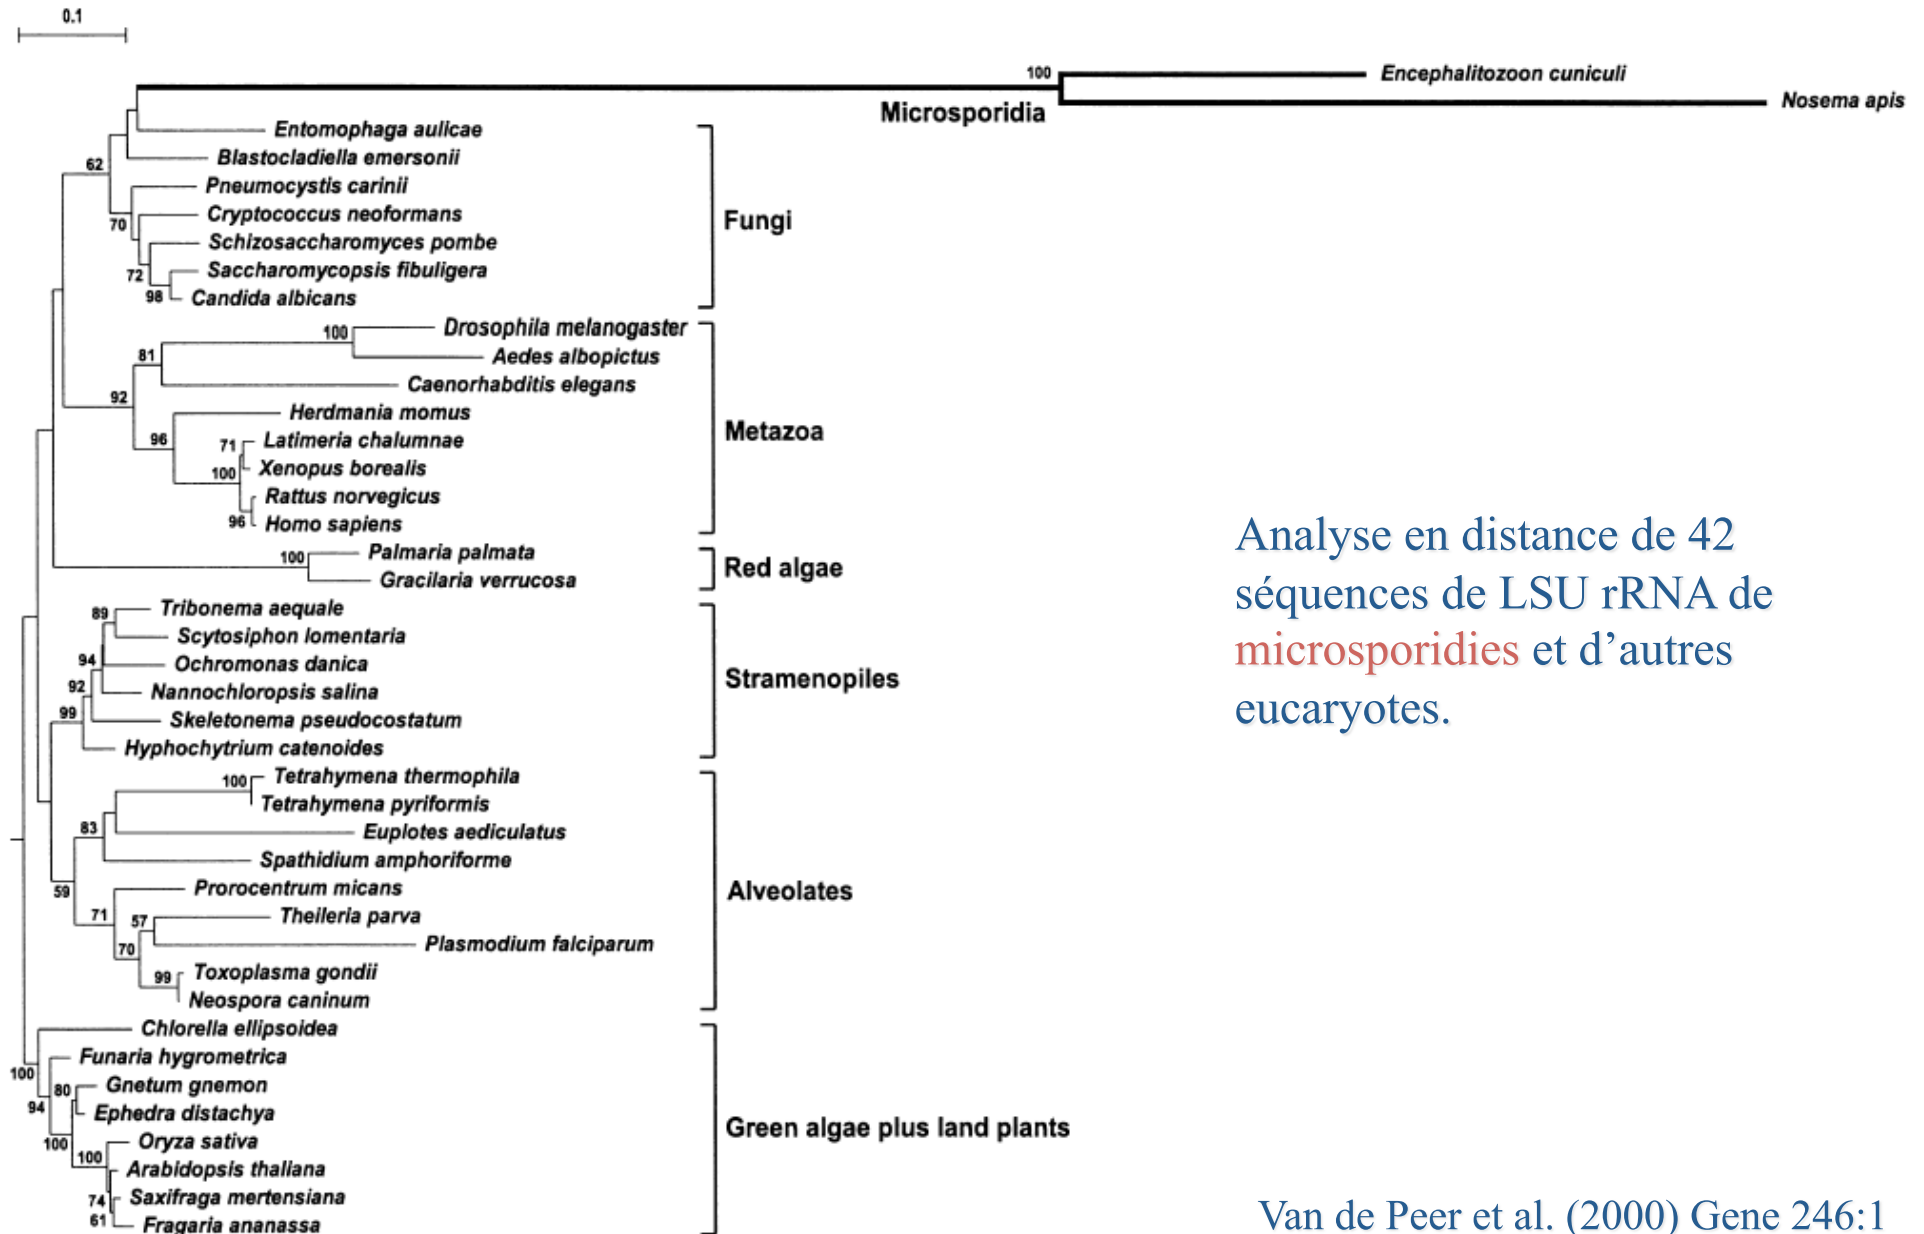 0.1
100
Encephalitozoon cuniculi
Nosema apis
Microsporidia
Entomophaga aulicae
Blastocladiella emersonii
62
Pneumocystis carinii
Cryptococcus neoformans
70
Fungi
Schizosaccharomyces pombe
Saccharomycopsis fibuligera
72
98
Candida albicans
Drosophila melanogaster
100
Aedes albopictus
81
Caenorhabditis elegans
92
Herdmania momus
Metazoa
96
Latimeria chalumnae
71
Xenopus borealis
100
Rattus norvegicus
96
Homo sapiens
Palmaria palmata
100
Red algae
Gracilaria verrucosa
89
Tribonema aequale
Scytosiphon lomentaria
94
Ochromonas danica
92
Nannochloropsis salina
Stramenopiles
99
Skeletonema pseudocostatum
Hyphochytrium catenoides
100
Tetrahymena thermophila
Tetrahymena pyriformis
83
Euplotes aediculatus
Spathidium amphoriforme
59
Prorocentrum micans
Alveolates
71
57
Theileria parva
70
Plasmodium falciparum
99
Toxoplasma gondii
Neospora caninum
Chlorella ellipsoidea
Funaria hygrometrica
100
80
Gnetum gnemon
94
Ephedra distachya
100
Oryza sativa
Green algae plus land plants
100
Arabidopsis thaliana
74
Saxifraga mertensiana
61
Fragaria ananassa
Analyse en distance de 42
séquences de LSU rRNA de
microsporidies et d’autres
eucaryotes.
Van de Peer et al. (2000) Gene 246:1